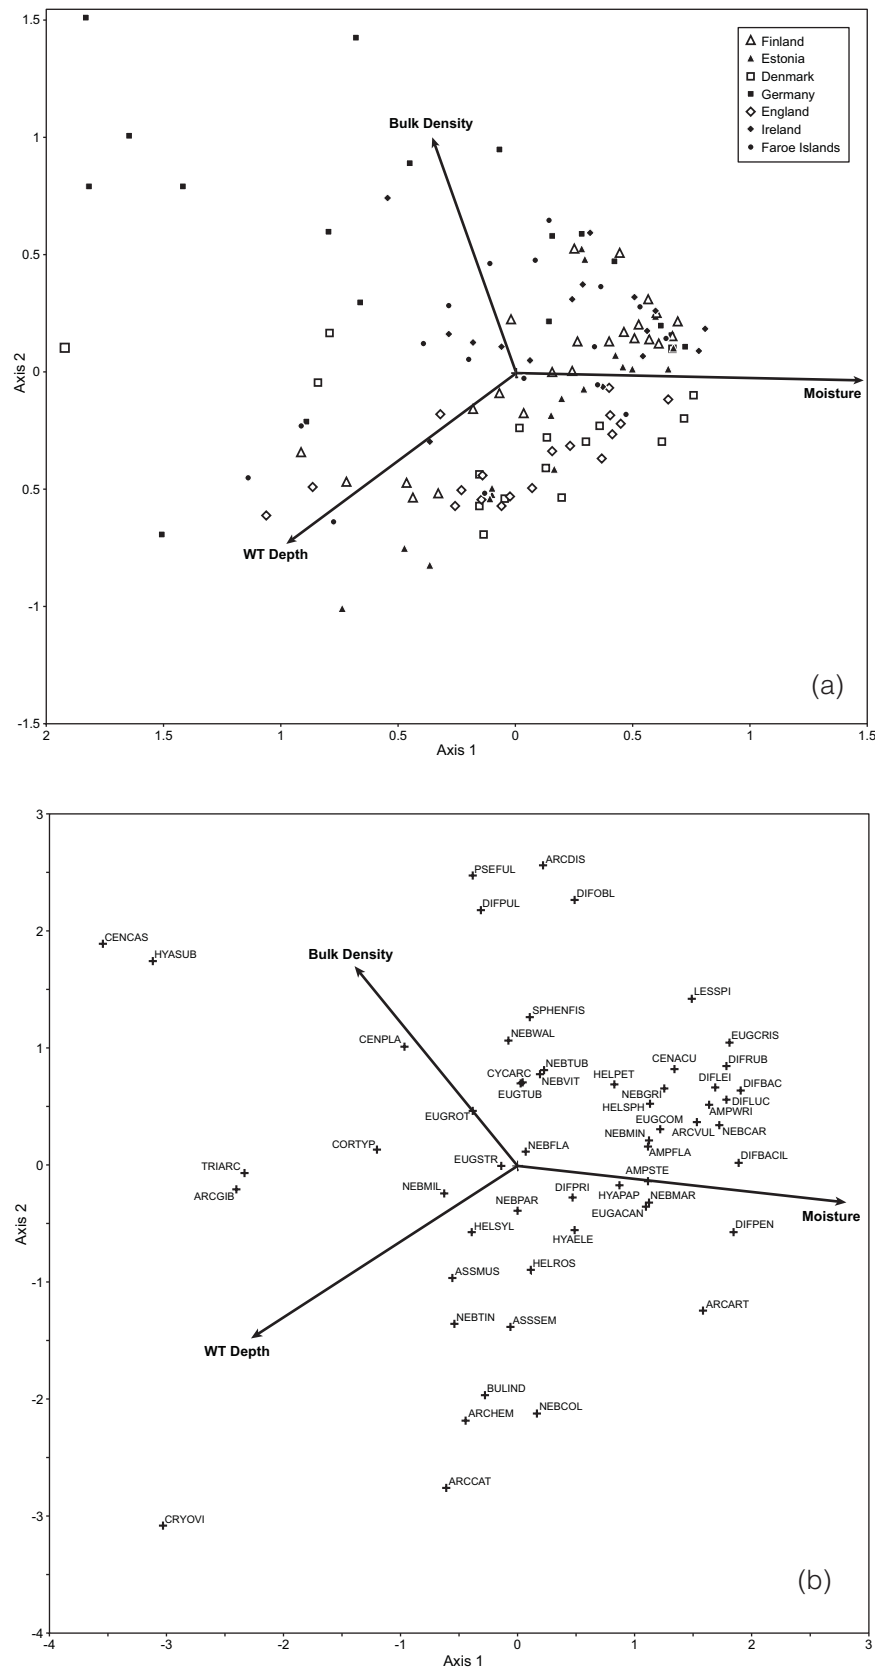 1.5
1
0.5
0
0.5
-1
-1.5
Axis 2
2
1
0.5
0
0.5
1
1.5
Axis 1
Finland
Estonia
Denmark
Germany
England
Ireland
Faroe Islands
Bulk Density
Moisture
WT Depth
(a)
3
2
1
0
-1
-2
-3
-4
Axis 2
-4
-3
-1
0
1
2
3
Axis 1
ARCDIS
PSEFUL
DIFOBL
DIFPUL
CENCAS
HYASUB
Bulk Density
LESSPI
SPHENFIS
EUGCRIS
NEBWAL
CENPLA
NEBTUB
CENACU
DIFRUB
CYCARC
NEBVIT
HELPET
DIFLEI
DIFBAC
EUGTUB
NEBGRI
DIFLUC
HELSPH
AMPWRI
EUGROT
EUGCOM
ARCVUL
NEBCAR
NEBMIN
CORTYP
NEBFLA
AMPFLA
DIFBACIL
TRIARC
EUGSTR
AMPSTE
ARCGIB
NEBMIL
DIFPRI
HYAPAP
NEBMAR
NEBPAR
EUGACAN
Moisture
HELSYL
HYAELE
DIFPEN
ASSMUS
HELROS
ARCART
NEBTIN
ASSSEM
WT Depth
BULIND
ARCHEM
NEBCOL
ARCCAT
CRYOVI
(b)